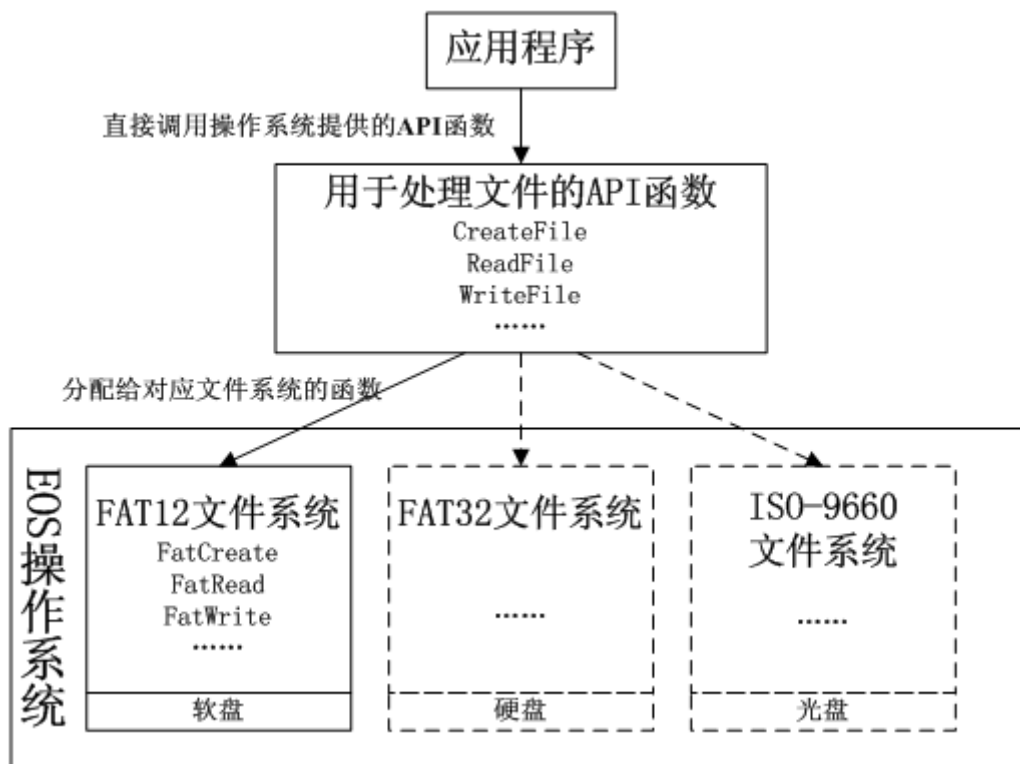 应用程序
直接调用操作系统提供的API函数
用于处理文件的API函数
CreateFile
ReadFile
WriteFile
……
分配给对应文件系统的函数
EOS操作系统
FAT12文件系统
FatCreate
FatRead
FatWrite
……
软盘
FAT32文件系统
……
硬盘
ISO-9660
文件系统
……
光盘